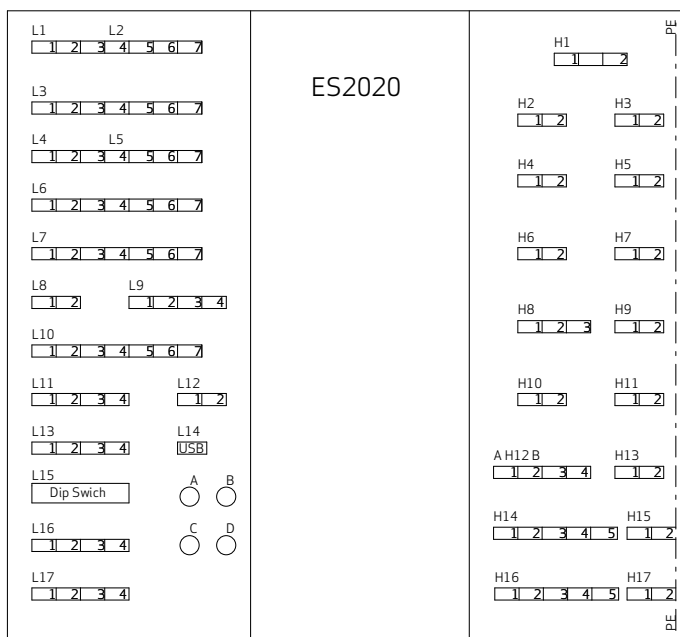 L1 L2
1 2 3 4 5 6 7
L3
1 2 3 4 5 6 7
L4 L5
1 2 3 4 5 6 7
L6
1 2 3 4 5 6 7
L7
1 2 3 4 5 6 7
L8 L9
1 2 1 2 3 4
L10
1 2 3 4 5 6 7
L11 L12
1 2 3 4 1 2
L13 L14
1 2 3 4 USB
L15 A B
Dip Swich
C D
L16
1 2 3 4
L17
1 2 3 4
ES2020
PE
H1
1 2
H2 H3
1 2 1 2
H4 H5
1 2 1 2
H6 H7
1 2 1 2
H8 H9
1 2 3 1 2
H10 H11
1 2 1 2
A H12 B H13
1 2 3 4 1 2
H14 H15
1 2 3 4 5 1 2
H16 H17
1 2 3 4 5 1 2
PE